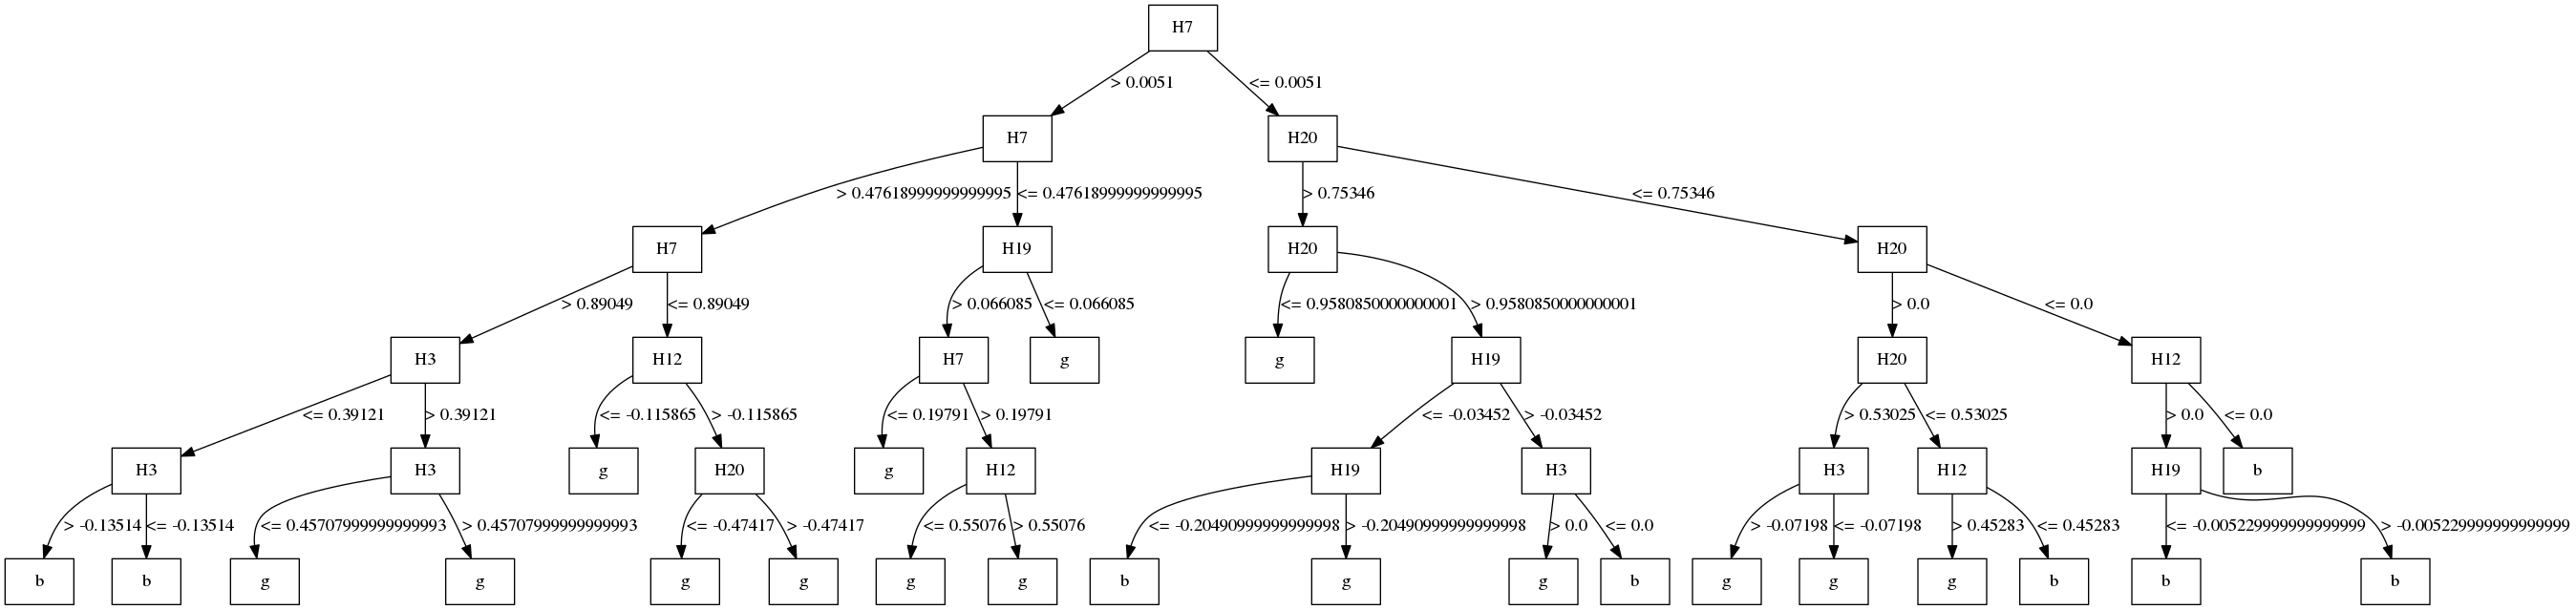 H7
> 0.0051 <= 0.0051
H7 H20
> 0.47618999999999995 <= 0.47618999999999995 > 0.75346 <= 0.75346
H7 H19 H20 H20
> 0.89049 <= 0.89049 > 0.066085 <= 0.066085 <= 0.9580850000000001 > 0.9580850000000001 > 0.0 <= 0.0
H3 H12 H7 g g H19 H20 H12
<= 0.39121 > 0.39121 <= -0.115865 > -0.115865 <= 0.19791 > 0.19791 <= -0.03452 > -0.03452 > 0.53025 <= 0.53025 > 0.0 <= 0.0
H3 H3 g H20 g H12 H19 H3 H3 H12 H19 b
> -0.13514 <= -0.13514 <= 0.45707999999999993 > 0.45707999999999993 <= -0.47417 > -0.47417 <= 0.55076 > 0.55076 <= -0.20490999999999998 > -0.20490999999999998 > 0.0 <= 0.0 > -0.07198 <= -0.07198 > 0.45283 <= 0.45283 <= -0.005229999999999999 > -0.005229999999999999
b b g g g g g g b g g b g g g b b b